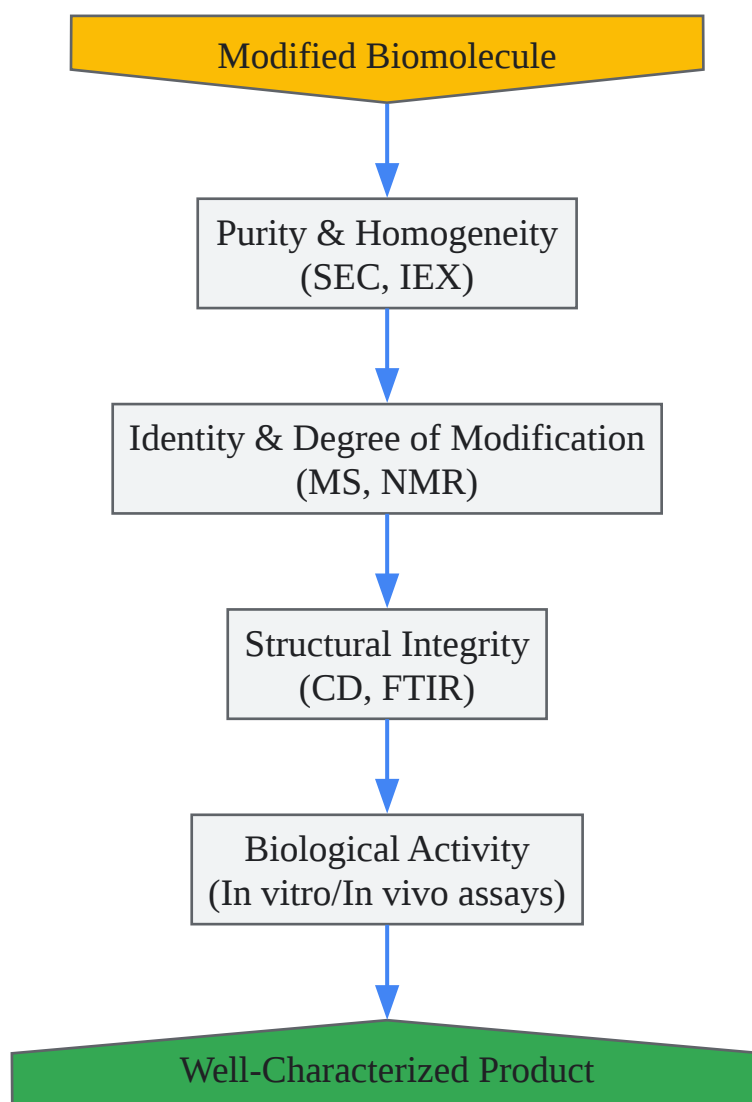 Modified Biomolecule
Purity & Homogeneity
(SEC, IEX)
Identity & Degree of Modification
(MS, NMR)
Structural Integrity
(CD, FTIR)
Biological Activity
(In vitro/In vivo assays)
Well-Characterized Product